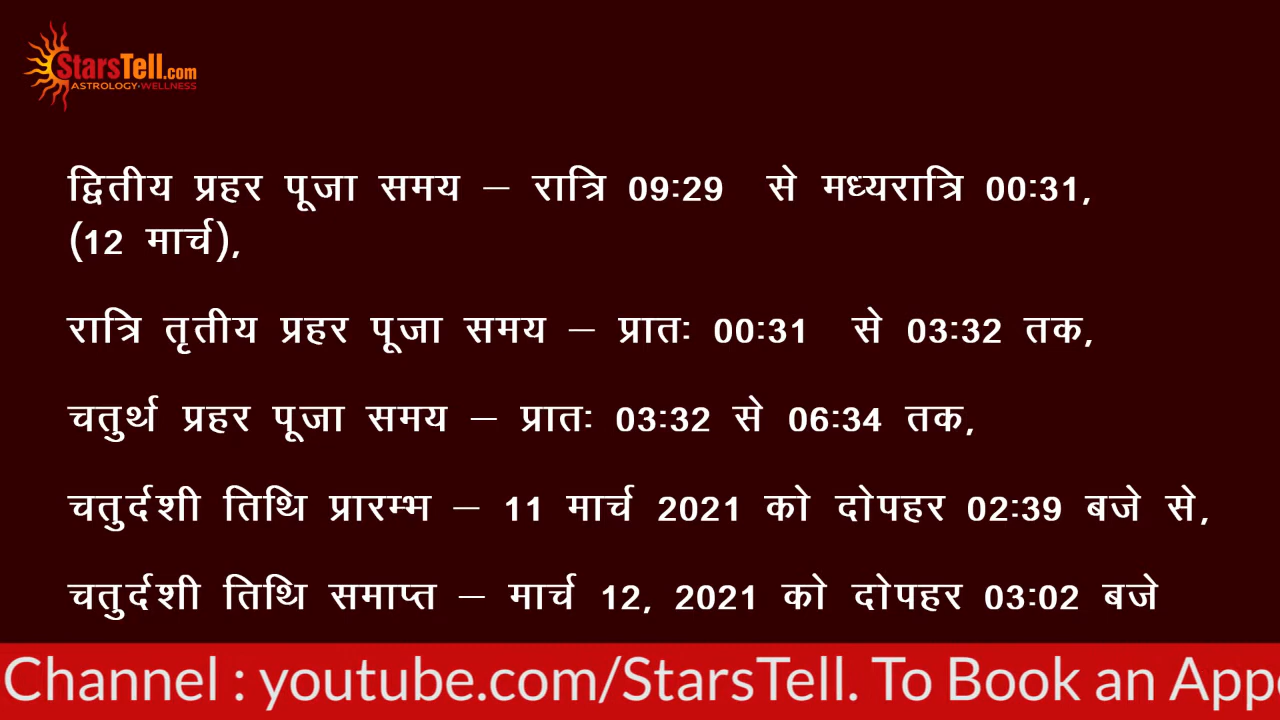 StarsTell.com
ASTROLOGY•WELLNESS
द्वितीय प्रहर पूजा समय – रात्रि 09:29 से मध्यरात्रि 00:31,
(12 मार्च),
रात्रि तृतीय प्रहर पूजा समय – प्रातः 00:31 से 03:32 तक,
चतुर्थ प्रहर पूजा समय – प्रातः 03:32 से 06:34 तक,
चतुर्दशी तिथि प्रारम्भ – 11 मार्च 2021 को दोपहर 02:39 बजे से,
चतुर्दशी तिथि समाप्त – मार्च 12, 2021 को दोपहर 03:02 बजे
Channel : youtube.com/StarsTell. To Book an App